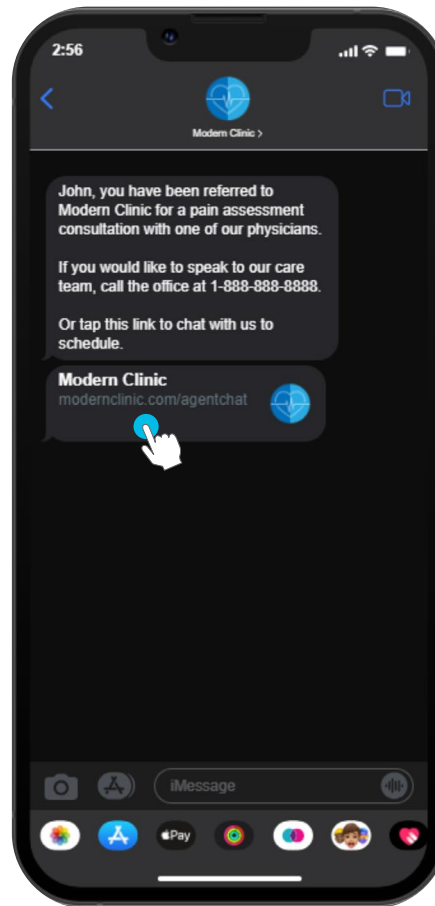 2:56
Modern Clinic >
John, you have been referred to
Modern Clinic for a pain assessment
consultation with one of our physicians.
If you would like to speak to our care
team, call the office at 1-888-888-8888.
Or tap this link to chat with us to
schedule.
Modern Clinic
modernclinic.com/agentchat
iMessage
Pay